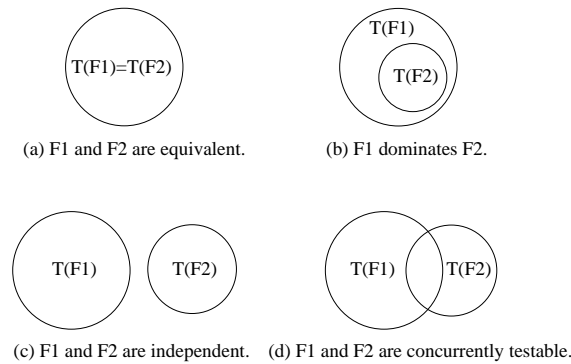 T(F1)=T(F2)
T(F1)
T(F2)
(a) F1 and F2 are equivalent.
(b) F1 dominates F2.
T(F1)
T(F2)
T(F1)
T(F2)
(c) F1 and F2 are independent.
(d) F1 and F2 are concurrently testable.